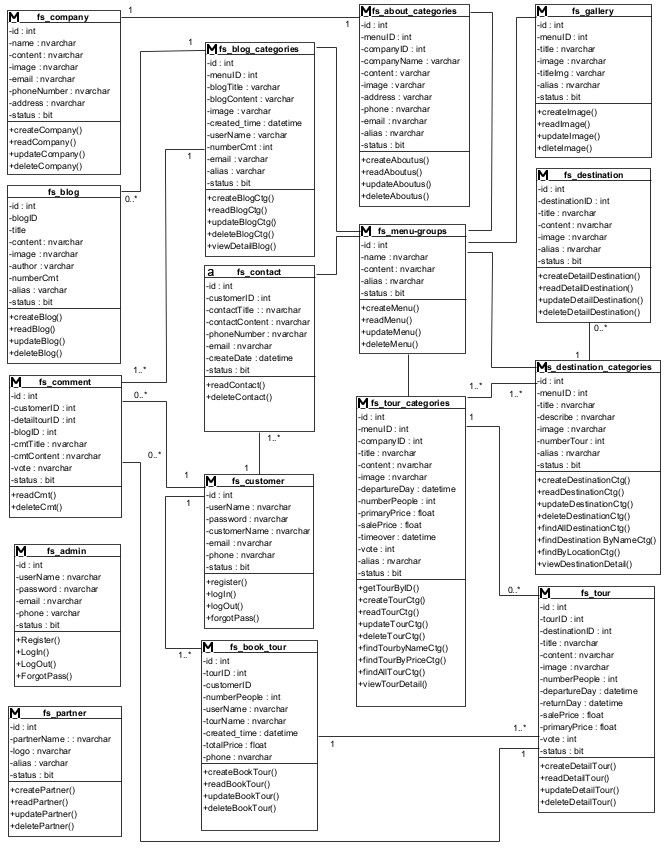 M fs_company
-id : int
-name : nvarchar
-content : nvarchar
-image : nvarchar
-email : nvarchar
-phoneNumber : nvarchar
-address : nvarchar
-status : bit
+createCompany()
+readCompany()
+updateCompany()
+deleteCompany()
1
1
M fs_about_categories
-id : int
-menuID : int
-companyID : int
-companyName : varchar
-content : varchar
-image : varchar
-address : varchar
-phone : nvarchar
-email : nvarchar
-alias : nvarchar
-status : bit
+createAboutus()
+readAboutus()
+updateAboutus()
+deleteAboutus()
M fs_gallery
-id : int
-menuID : int
-title : nvarchar
-image : nvarchar
-titleImg : nvarchar
-alias : nvarchar
-status : bit
+createImage()
+readImage()
+updateImage()
+dleteImage()
1
M fs_blog_categories
-id : int
-menuID : int
-blogTitle : varchar
-blogContent : varchar
-image : varchar
-created_time : datetime
-userName : varchar
-numberCmt : int
-email : varchar
-alias : varchar
-status : bit
+createBlogCtg()
+readBlogCtg()
+updateBlogCtg()
+deleteBlogCtg()
+viewDetailBlog()
1
fs_blog
-id : int
-blogID
-title
-content : nvarchar
-image : nvarchar
-author : varchar
-numberCmt
-alias : varchar
-status : bit
+createBlog()
+readBlog()
+updateBlog()
+deleteBlog()
0..*
M fs_destination
-id : int
-destinationID : int
-title : nvarchar
-content : nvarchar
-image : nvarchar
-alias : nvarchar
-status : bit
+createDetailDestination()
+readDetailDestination()
+updateDetailDestination()
+deleteDetailDestination()
0..*
1
M fs_menu-groups
-id : int
-name : nvarchar
-content : nvarchar
-alias : nvarchar
-status : bit
+createMenu()
+readMenu()
+updateMenu()
+deleteMenu()
a fs_contact
-id : int
-customerID : int
-contactTitle : : nvarchar
-contactContent : nvarchar
-phoneNumber : nvarchar
-email : nvarchar
-createDate : datetime
-status : bit
+readContact()
+deleteContact()
1..*
1
M fs_comment
-id : int
-customerID : int
-detailtourID : int
-blogID : int
-cmtTitle : nvarchar
-cmtContent : nvarchar
-vote : nvarchar
-status : bit
+readCmt()
+deleteCmt()
1..*
0..*
0..*
M fs_tour_categories
-id : int
-menuID : int
-companyID : int
-title : nvarchar
-content : nvarchar
-image : nvarchar
-departureDay : datetime
-numberPeople : int
-primaryPrice : float
-salePrice : float
-timeover : datetime
-vote : int
-alias : nvarchar
-status : bit
+getTourByID()
+createTourCtg()
+readTourCtg()
+updateTourCtg()
+deleteTourCtg()
+findTourbyNameCtg()
+findTourByPriceCtg()
+findAllTourCtg()
+viewTourDetail()
1..*
1..*
1
Ms_destination_categories
-id : int
-menuID : int
-title : nvarchar
-describe : nvarchar
-image : nvarchar
-numberTour : int
-alias : nvarchar
-status : bit
+createDestinationCtg()
+readDestinationCtg()
+updateDestinationCtg()
+deleteDestinationCtg()
+findAllDestinationCtg()
+findDestination ByNameCtg()
+findByLocationCtg()
+viewDestinationDetail()
1
1
M fs_customer
-id : int
-userName : nvarchar
-password : nvarchar
-customerName : nvarchar
-email : nvarchar
-phone : nvarchar
-status : bit
+register()
+logIn()
+logOut()
+forgotPass()
M fs_admin
-id : int
-userName : nvarchar
-password : nvarchar
-email : nvarchar
-phone : varchar
-status : bit
+Register()
+LogIn()
+LogOut()
+ForgotPass()
0..*
M fs_tour
-id : int
-tourID : int
-destinationID : int
-title : nvarchar
-content : nvarchar
-image : nvarchar
-numberPeople : int
-departureDay : datetime
-returnDay : datetime
-salePrice : float
-primaryPrice : float
-vote : int
-status : bit
+createDetailTour()
+readDetailTour()
+updateDetailTour()
+deleteDetailTour()
1..*
M fs_book_tour
-id : int
-tourID : int
-customerID
-numberPeople : int
-userName : nvarchar
-tourName : nvarchar
-created_time : datetime
-totalPrice : float
-phone : nvarchar
+createBookTour()
+readBookTour()
+updateBookTour()
+deleteBookTour()
1
1..*
1
M fs_partner
-id : int
-partnerName : : nvarchar
-logo : nvarchar
-alias : varchar
-status : bit
+createPartner()
+readPartner()
+updatePartner()
+deletePartner()